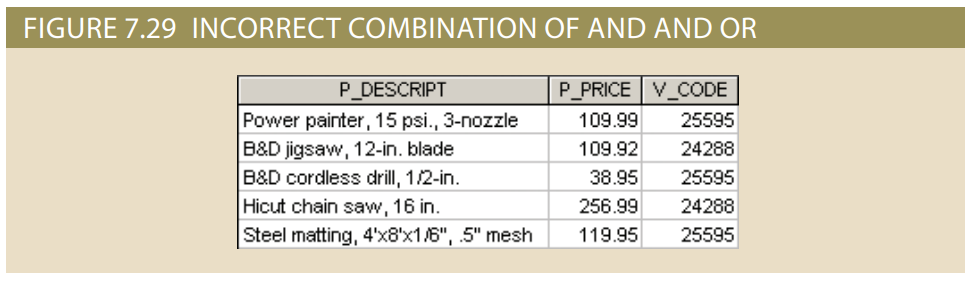 FIGURE 7.29 INCORRECT COMBINATION OF AND AND OR
P_DESCRIPT P_PRICE V_CODE
Power painter, 15 psi., 3-nozzle 109.99 25595
B&D jigsaw, 12-in. blade 109.92 24288
B&D cordless drill, 1/2-in. 38.95 25595
Hicut chain saw, 16 in. 256.99 24288
Steel matting, 4'x8'x1/6", .5" mesh 119.95 25595